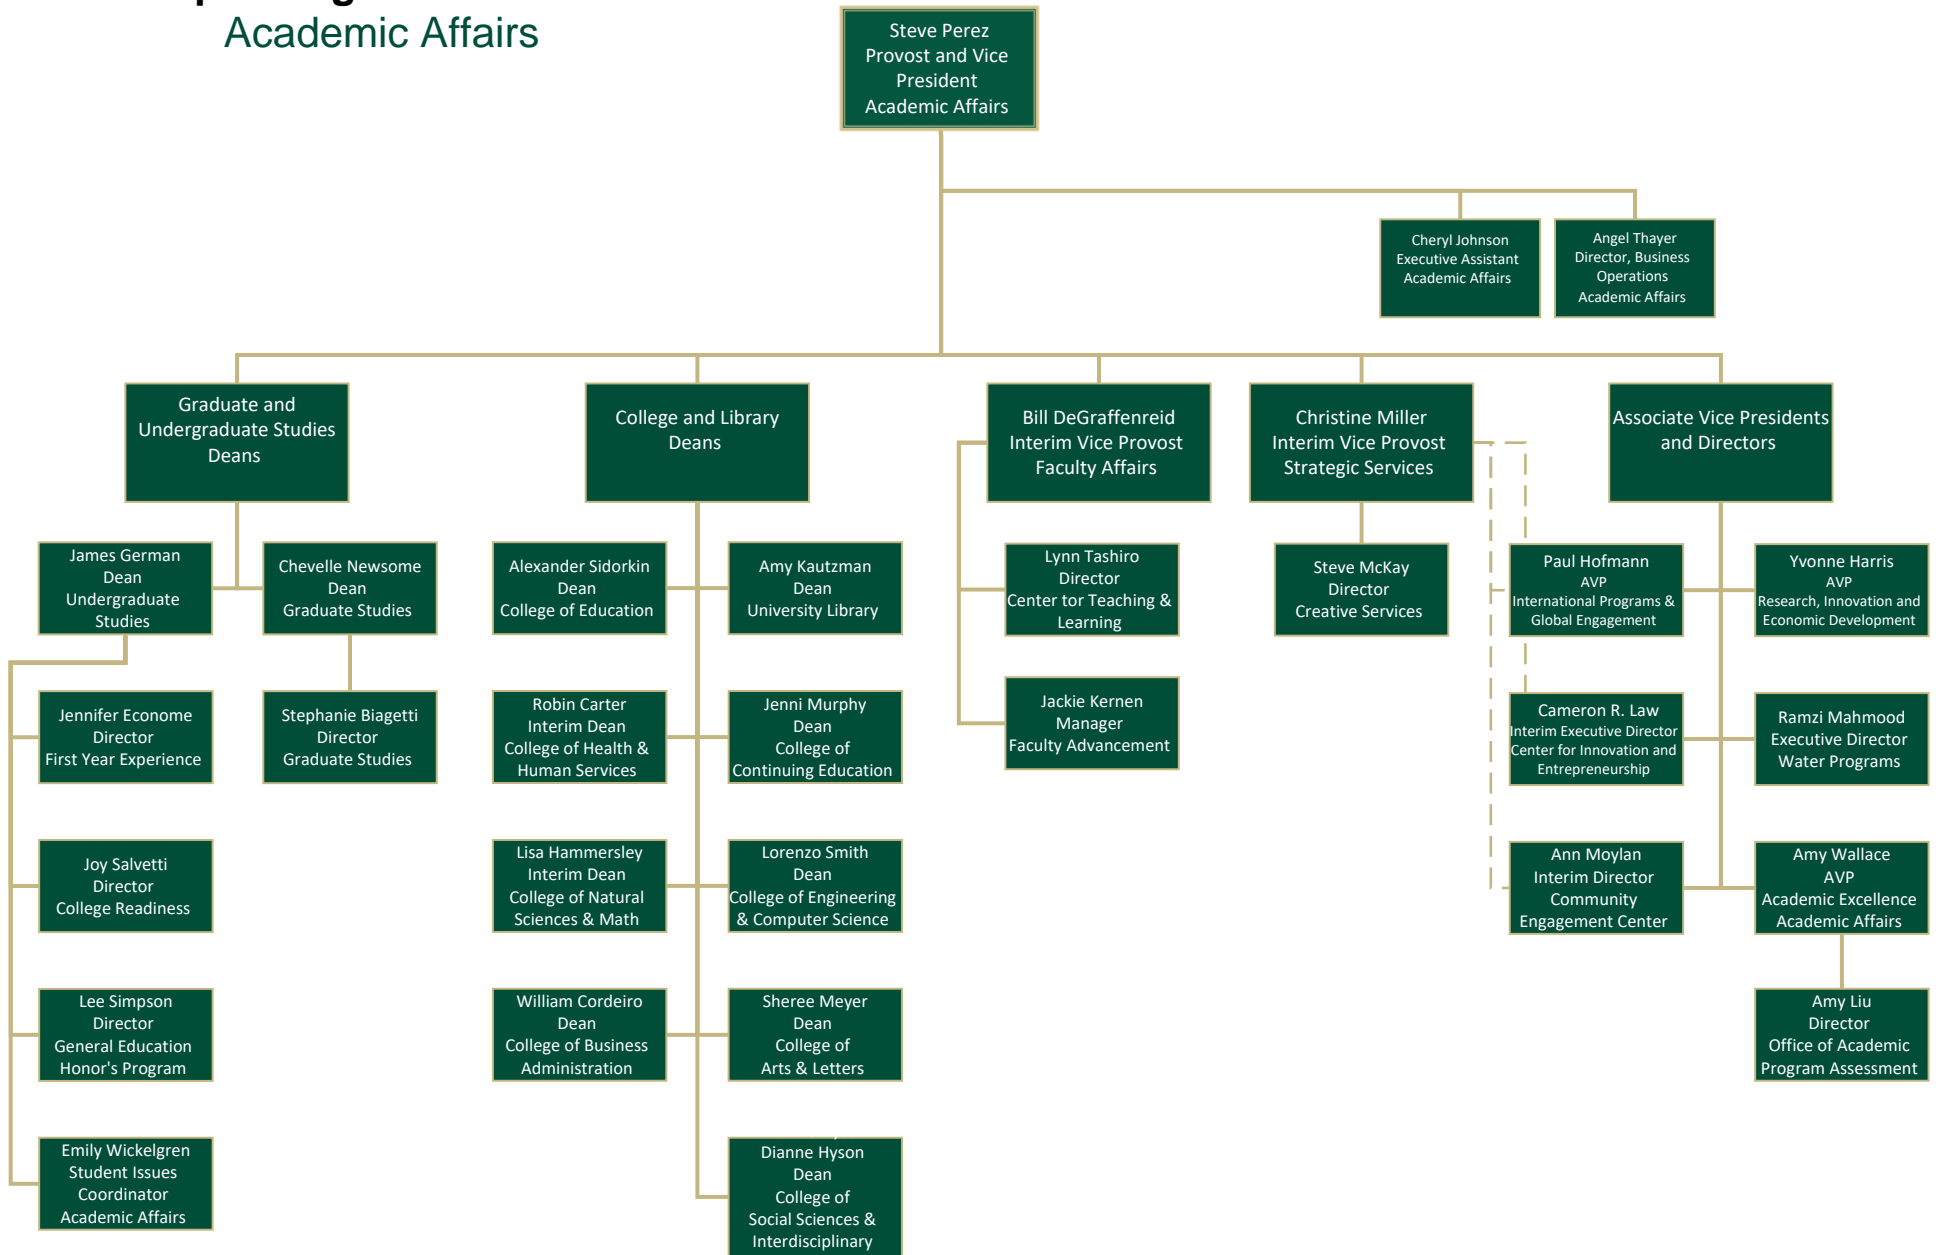 Academic Affairs
Steve Perez
Provost and Vice
President
Academic Affairs
Cheryl Johnson
Executive Assistant
Academic Affairs
Angel Thayer
Director, Business
Operations
Academic Affairs
Graduate and
Undergraduate Studies
Deans
College and Library
Deans
Bill DeGraffenreid
Interim Vice Provost
Faculty Affairs
Christine Miller
Interim Vice Provost
Strategic Services
Associate Vice Presidents
and Directors
James German
Dean
Undergraduate
Studies
Chevelle Newsome
Dean
Graduate Studies
Alexander Sidorkin
Dean
College of Education
Amy Kautzman
Dean
University Library
Lynn Tashiro
Director
Center tor Teaching &
Learning
Steve McKay
Director
Creative Services
Paul Hofmann
AVP
International Programs &
Global Engagement
Yvonne Harris
AVP
Research, Innovation and
Economic Development
Jennifer Econome
Director
First Year Experience
Stephanie Biagetti
Director
Graduate Studies
Robin Carter
Interim Dean
College of Health &
Human Services
Jenni Murphy
Dean
College of
Continuing Education
Jackie Kernen
Manager
Faculty Advancement
Cameron R. Law
Interim Executive Director
Center for Innovation and
Entrepreneurship
Ramzi Mahmood
Executive Director
Water Programs
Joy Salvetti
Director
College Readiness
Lisa Hammersley
Interim Dean
College of Natural
Sciences & Math
Lorenzo Smith
Dean
College of Engineering
& Computer Science
Ann Moylan
Interim Director
Community
Engagement Center
Amy Wallace
AVP
Academic Excellence
Academic Affairs
Lee Simpson
Director
General Education
Honor's Program
William Cordeiro
Dean
College of Business
Administration
Sheree Meyer
Dean
College of
Arts & Letters
Amy Liu
Director
Office of Academic
Program Assessment
Emily Wickelgren
Student Issues
Coordinator
Academic Affairs
Dianne Hyson
Dean
College of
Social Sciences &
Interdisciplinary